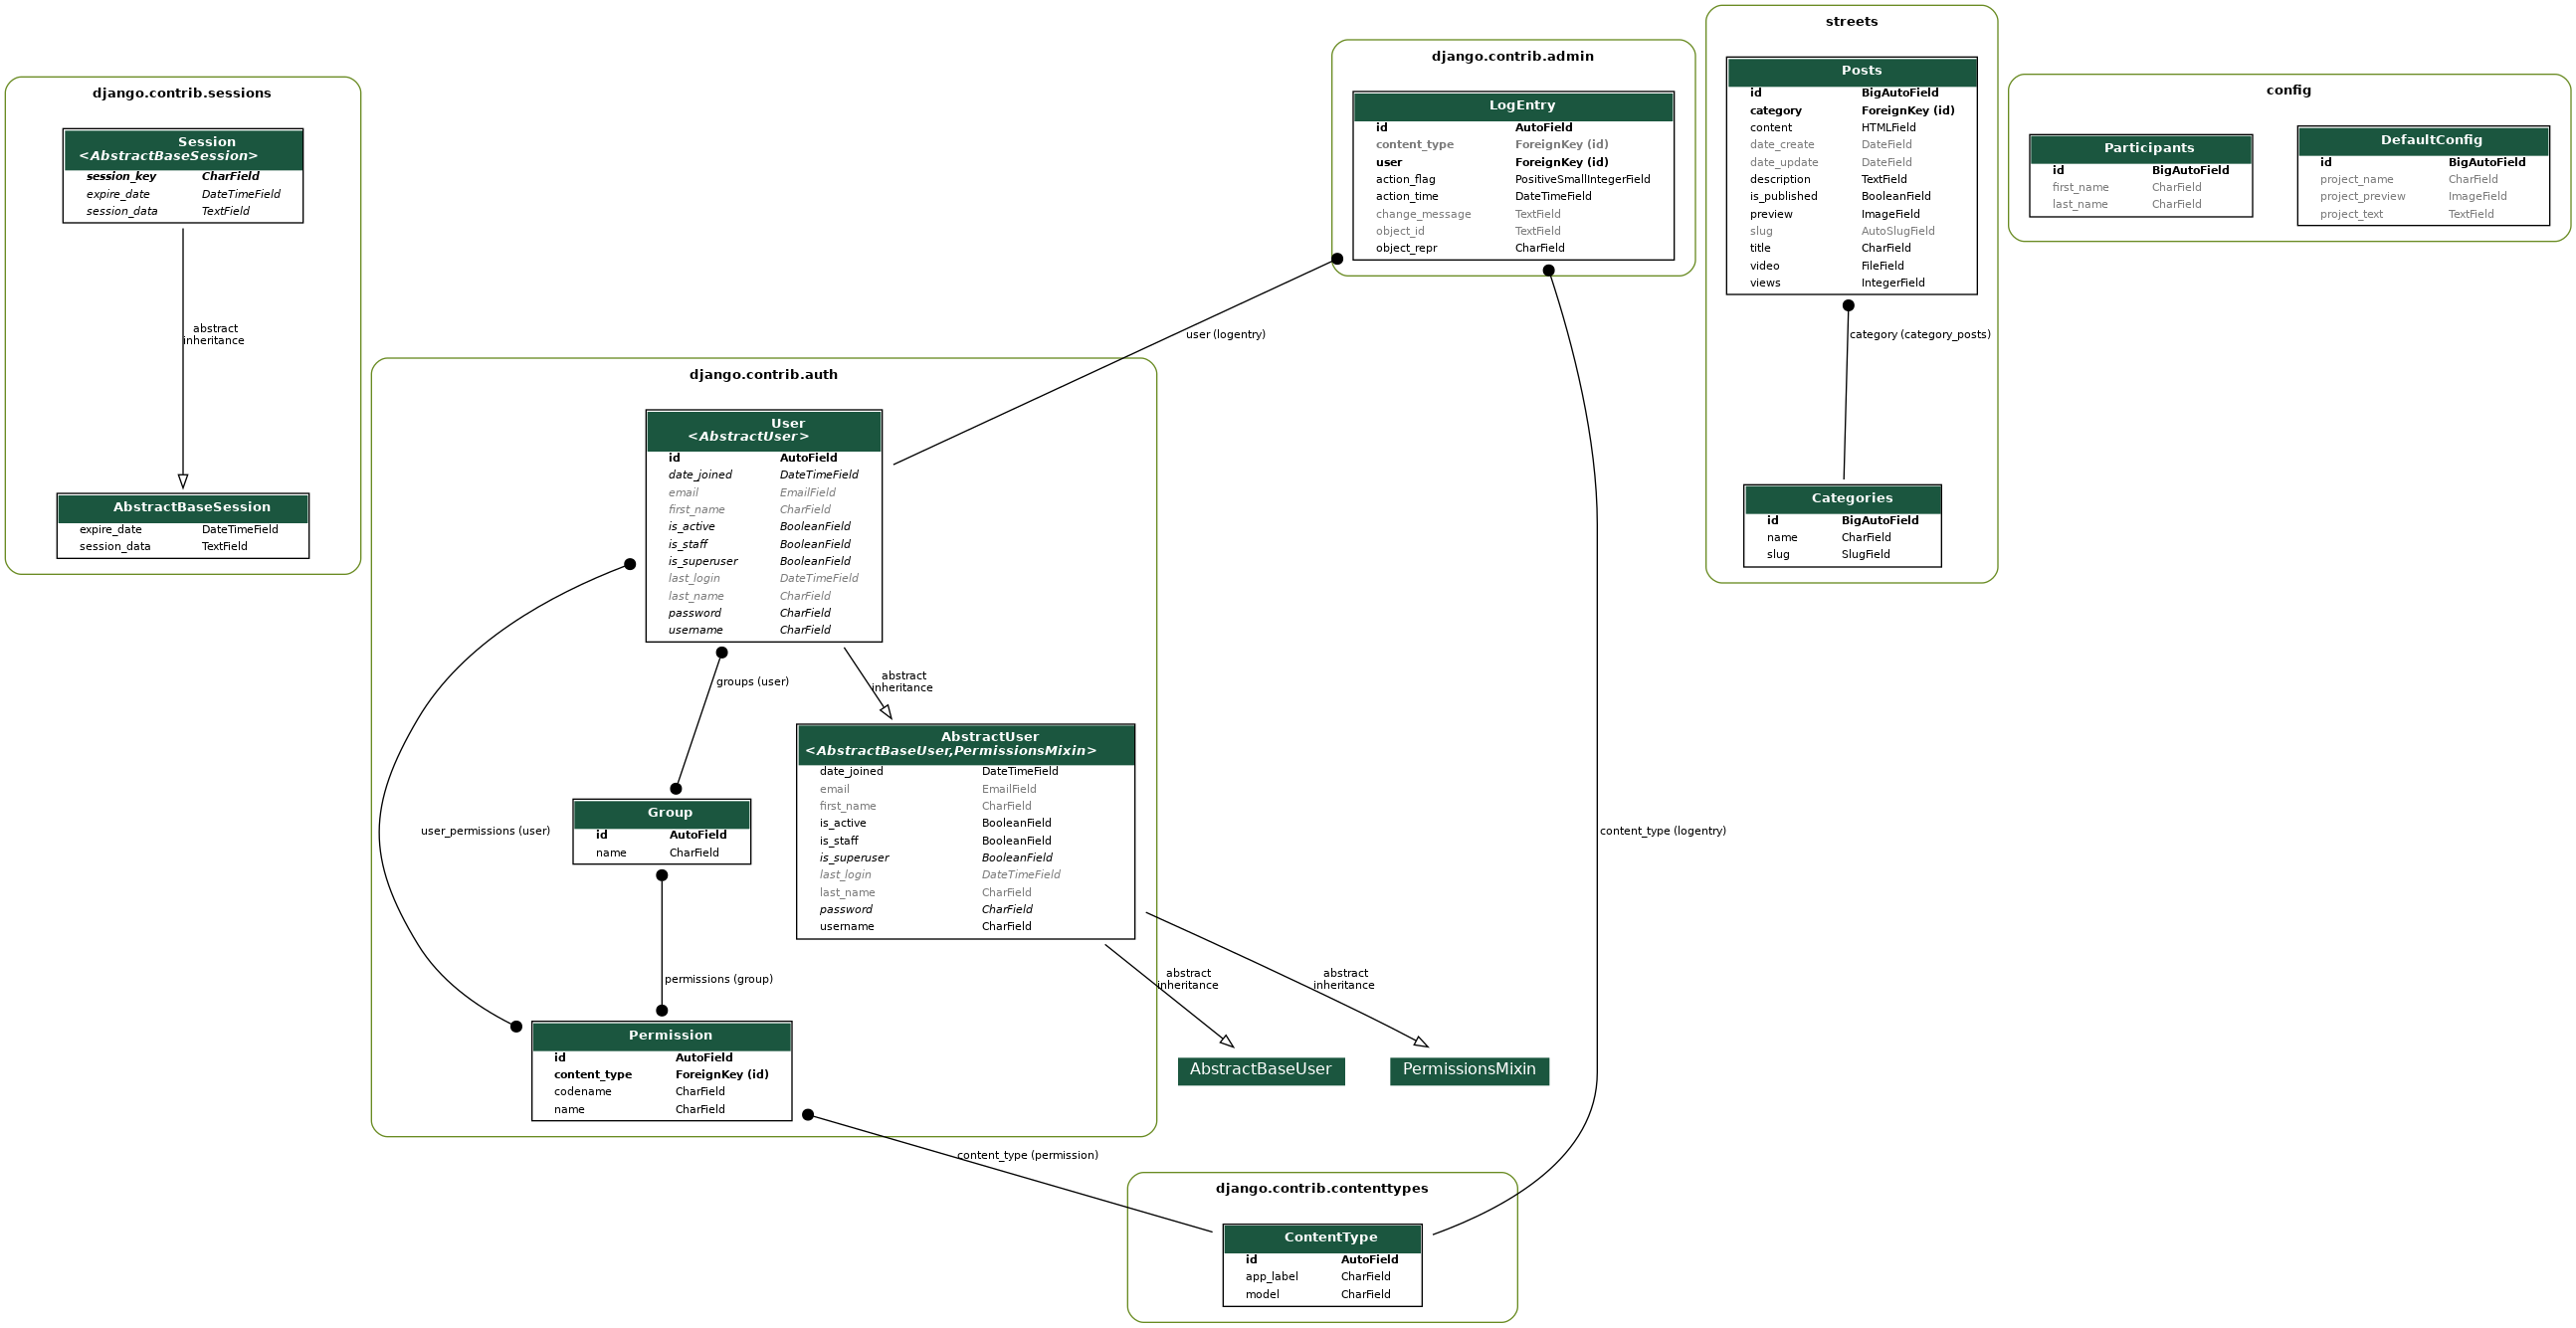 django.contrib.sessions
Session
<AbstractBaseSession>
session_key CharField
expire_date DateTimeField
session_data TextField
abstract
inheritance
AbstractBaseSession
expire_date DateTimeField
session_data TextField
django.contrib.auth
User
<AbstractUser>
id AutoField
date_joined DateTimeField
email EmailField
first_name CharField
is_active BooleanField
is_staff BooleanField
is_superuser BooleanField
last_login DateTimeField
last_name CharField
password CharField
username CharField
groups (user)
abstract
inheritance
user_permissions (user)
Group
id AutoField
name CharField
AbstractUser
<AbstractBaseUser,PermissionsMixin>
date_joined DateTimeField
email EmailField
first_name CharField
is_active BooleanField
is_staff BooleanField
is_superuser BooleanField
last_login DateTimeField
last_name CharField
password CharField
username CharField
permissions (group)
Permission
id AutoField
content_type ForeignKey (id)
codename CharField
name CharField
abstract
inheritance
abstract
inheritance
AbstractBaseUser
PermissionsMixin
content_type (permission)
django.contrib.contenttypes
ContentType
id AutoField
app_label CharField
model CharField
django.contrib.admin
LogEntry
id AutoField
content_type ForeignKey (id)
user ForeignKey (id)
action_flag PositiveSmallIntegerField
action_time DateTimeField
change_message TextField
object_id TextField
object_repr CharField
user (logentry)
content_type (logentry)
streets
Posts
id BigAutoField
category ForeignKey (id)
content HTMLField
date_create DateField
date_update DateField
description TextField
is_published BooleanField
preview ImageField
slug AutoSlugField
title CharField
video FileField
views IntegerField
category (category_posts)
Categories
id BigAutoField
name CharField
slug SlugField
config
Participants
id BigAutoField
first_name CharField
last_name CharField
DefaultConfig
id BigAutoField
project_name CharField
project_preview ImageField
project_text TextField